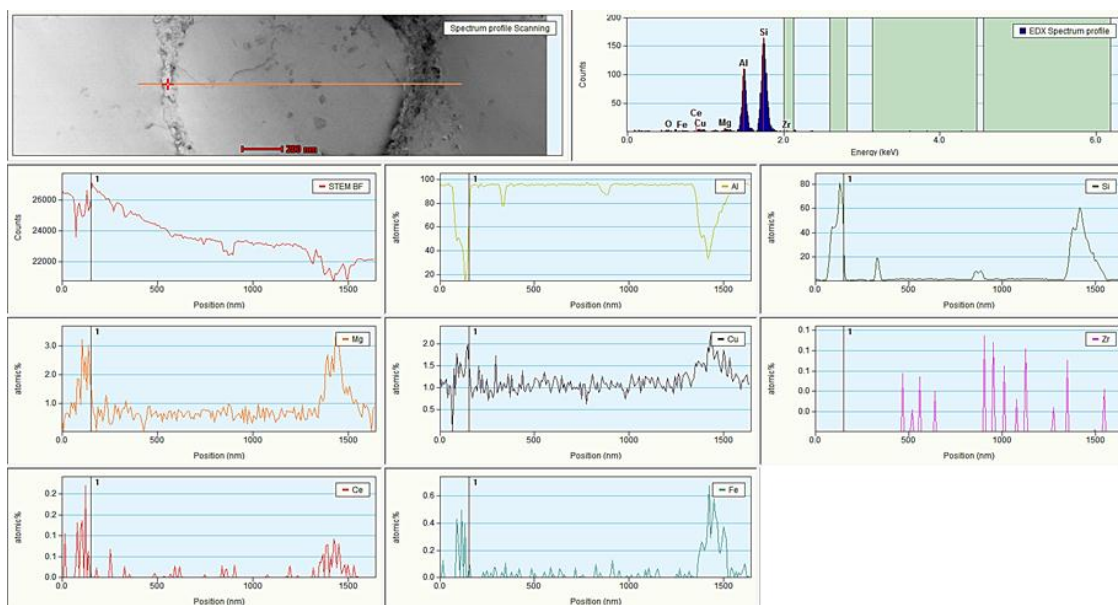 Spectrum profile Scanning
200 nm
EDX Spectrum profile
Counts
200
150
100
50
0
Si
Al
Ce
O Fe Cu Mg Zr
0.0 2.0 4.0 6.0
Energy (keV)
1
STEM BF
Counts
26000
24000
22000
0.0 500 1000 1500
Position (nm)
1
Al
atomic%
100
80
60
40
20
0.0 500 1000 1500
Position (nm)
1
Si
atomic%
80
60
40
20
0
0.0 500 1000 1500
Position (nm)
1
Mg
atomic%
3.0
2.0
1.0
0.0 500 1000 1500
Position (nm)
1
Cu
atomic%
2.0
1.5
1.0
0.5
0.0 500 1000 1500
Position (nm)
1
Zr
atomic%
0.1
0.1
0.0
0.0
0.0 500 1000 1500
Position (nm)
1
Ce
atomic%
0.2
0.2
0.1
0.1
0.0
0.0 500 1000 1500
Position (nm)
1
Fe
atomic%
0.6
0.4
0.2
0.0
0.0 500 1000 1500
Position (nm)